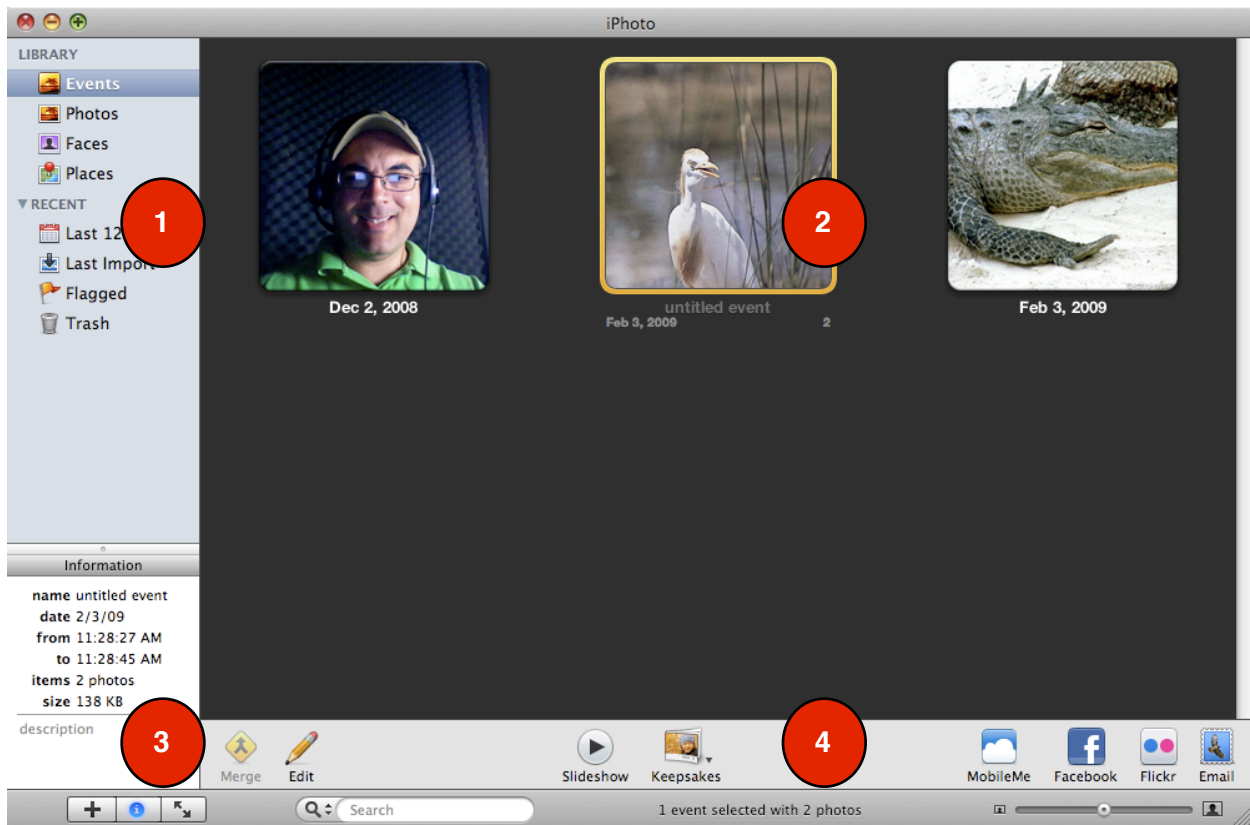 iPhoto
LIBRARY
Events
Photos
Faces
Places
RECENT
1
Last 12
Last Import
Flagged
Trash
2
Dec 2, 2008
untitled event
Feb 3, 2009 2
Feb 3, 2009
Information
name untitled event
date 2/3/09
from 11:28:27 AM
to 11:28:45 AM
items 2 photos
size 138 KB
description
3
4
Merge
Edit
Slideshow
Keepsakes
MobileMe
Facebook
Flickr
Email
Search
1 event selected with 2 photos